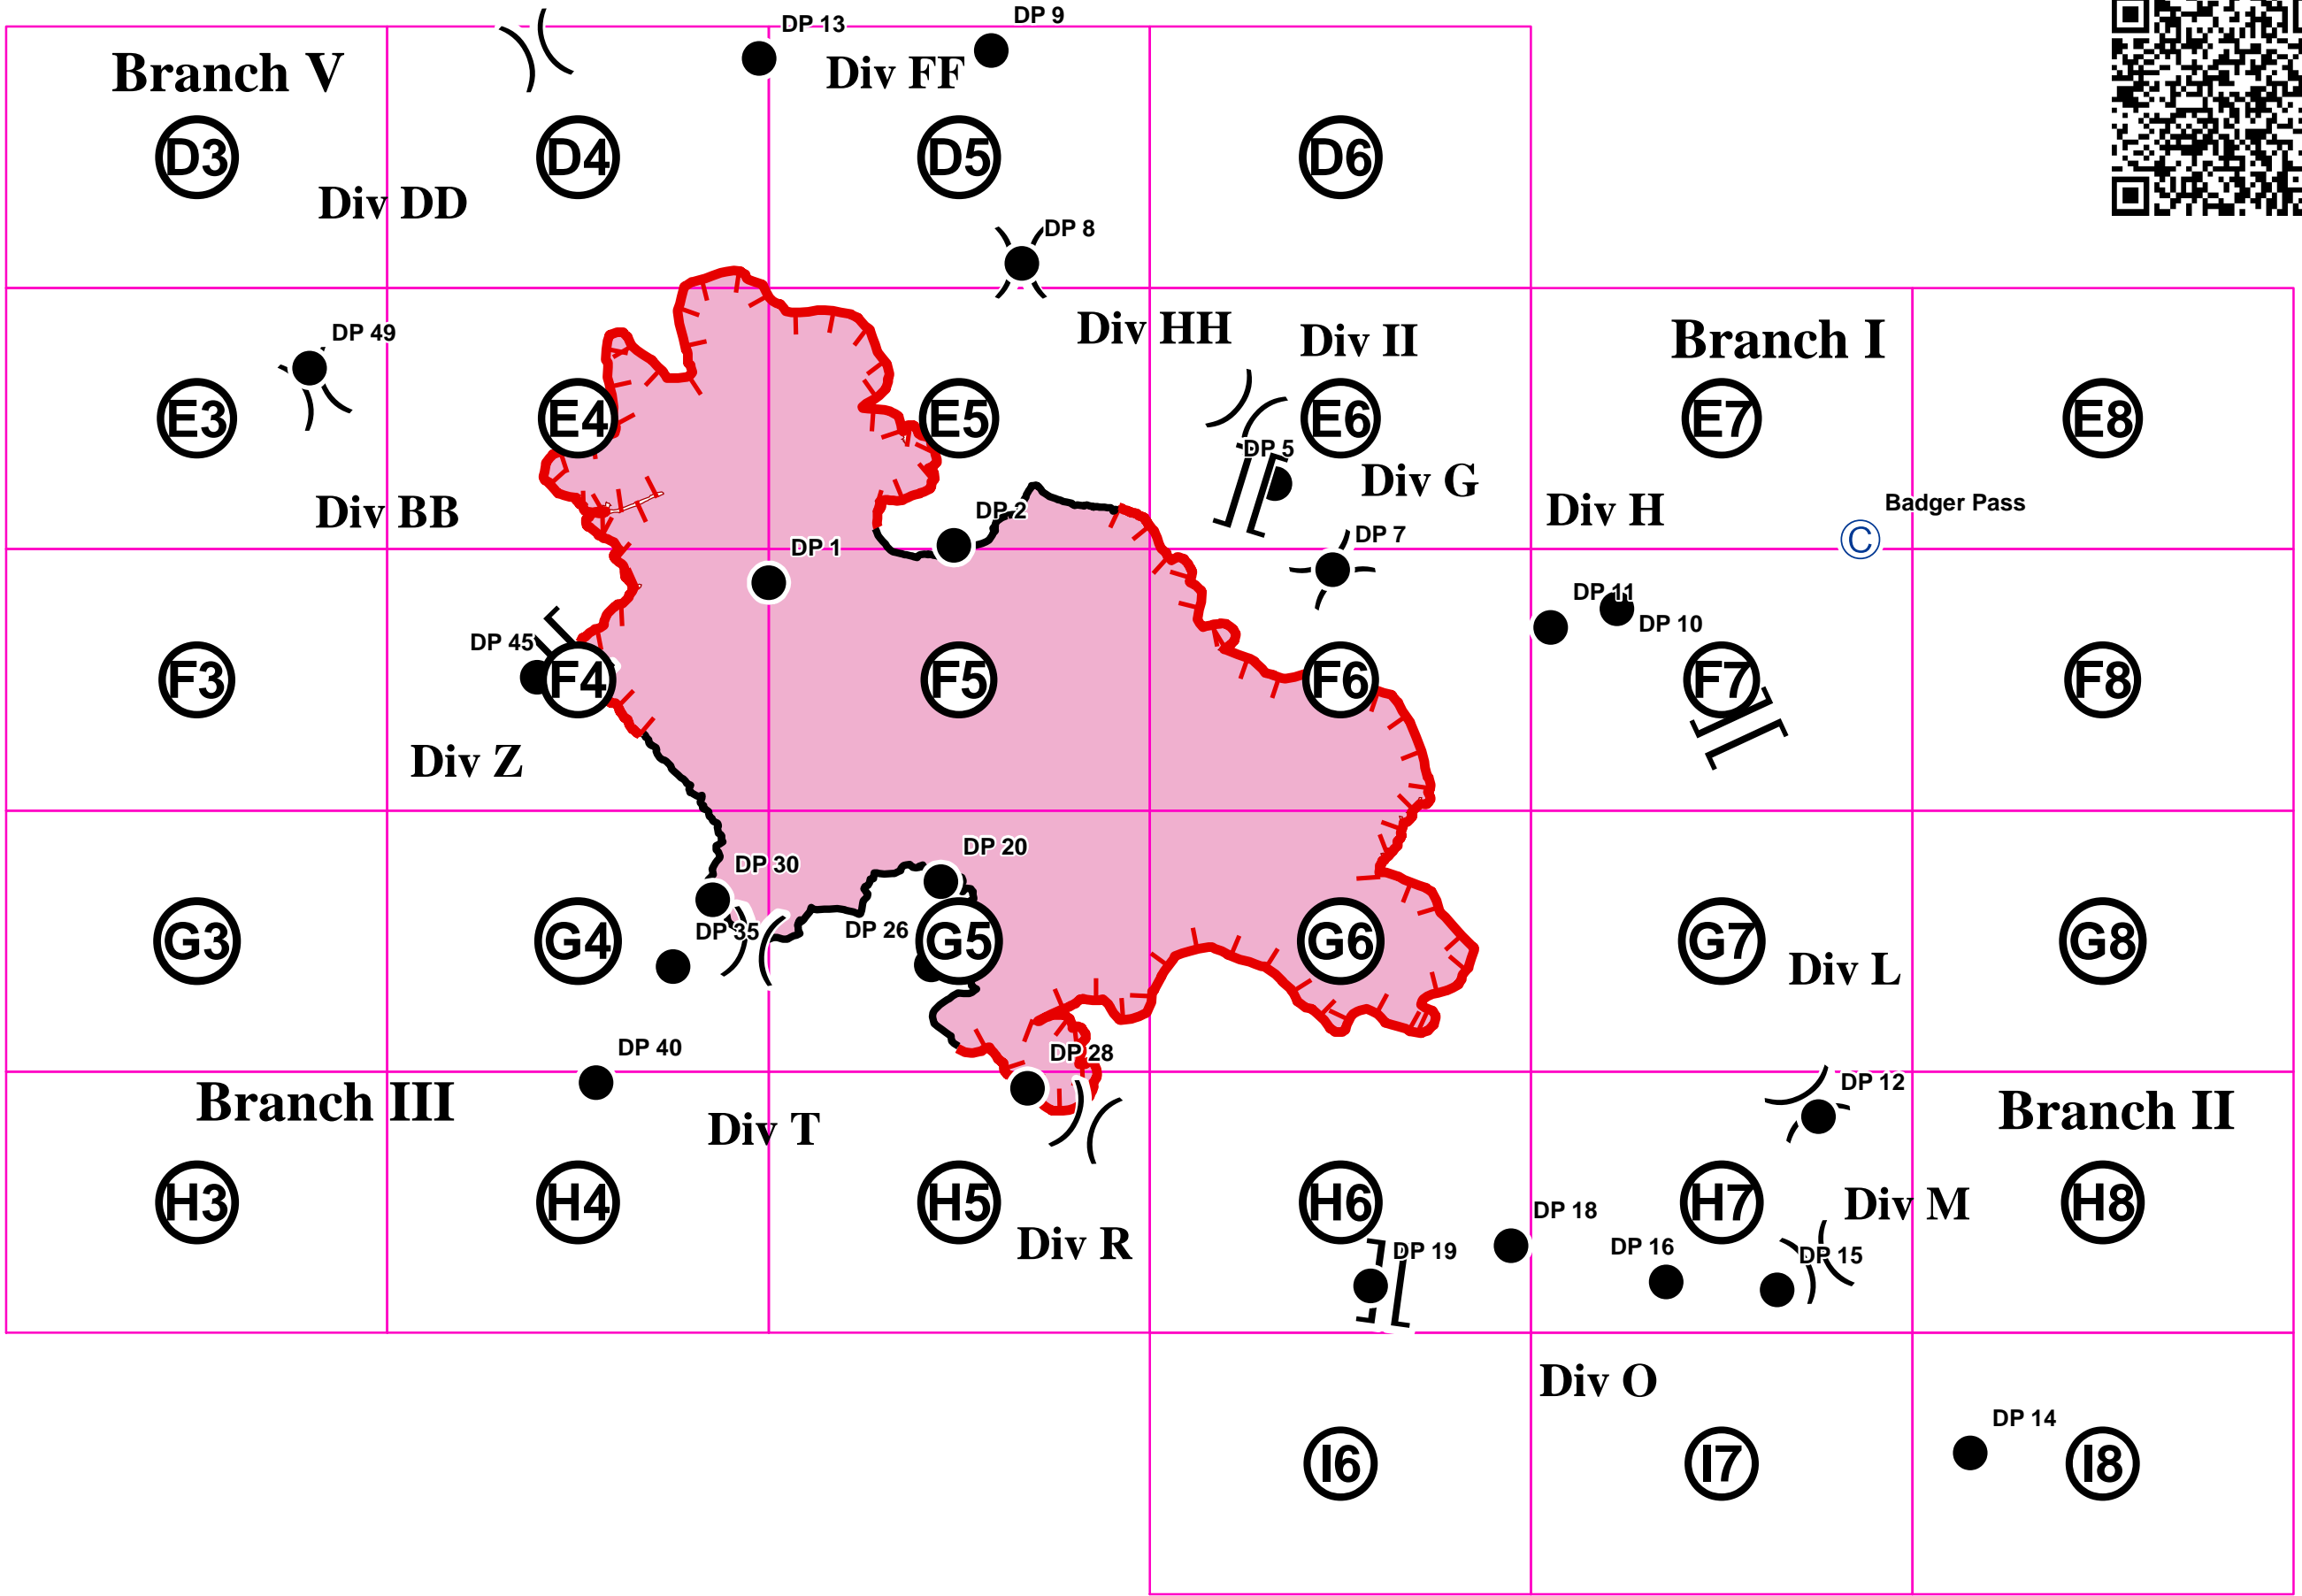 DP 13
DP 9
Branch V
Div FF
D3
D4
D5
D6
Div DD
DP 8
DP 49
Div HH
Div II
Branch I
E3
E4
E5
E6
E7
E8
DP 5
Div G
Div BB
DP 2
Div H
Badger Pass
C
DP 1
DP 7
DP 11
DP 10
DP 45
F3
F4
F5
F6
F7
F8
Div Z
DP 20
DP 30
DP 35
DP 26
G3
G4
G5
G6
G7
G8
Div L
DP 40
DP 28
DP 12
Branch III
Div T
Branch II
H3
H4
H5
H6
H7
H8
Div M
Div R
DP 18
DP 19
DP 16
DP 15
Div O
DP 14
I6
I7
I8